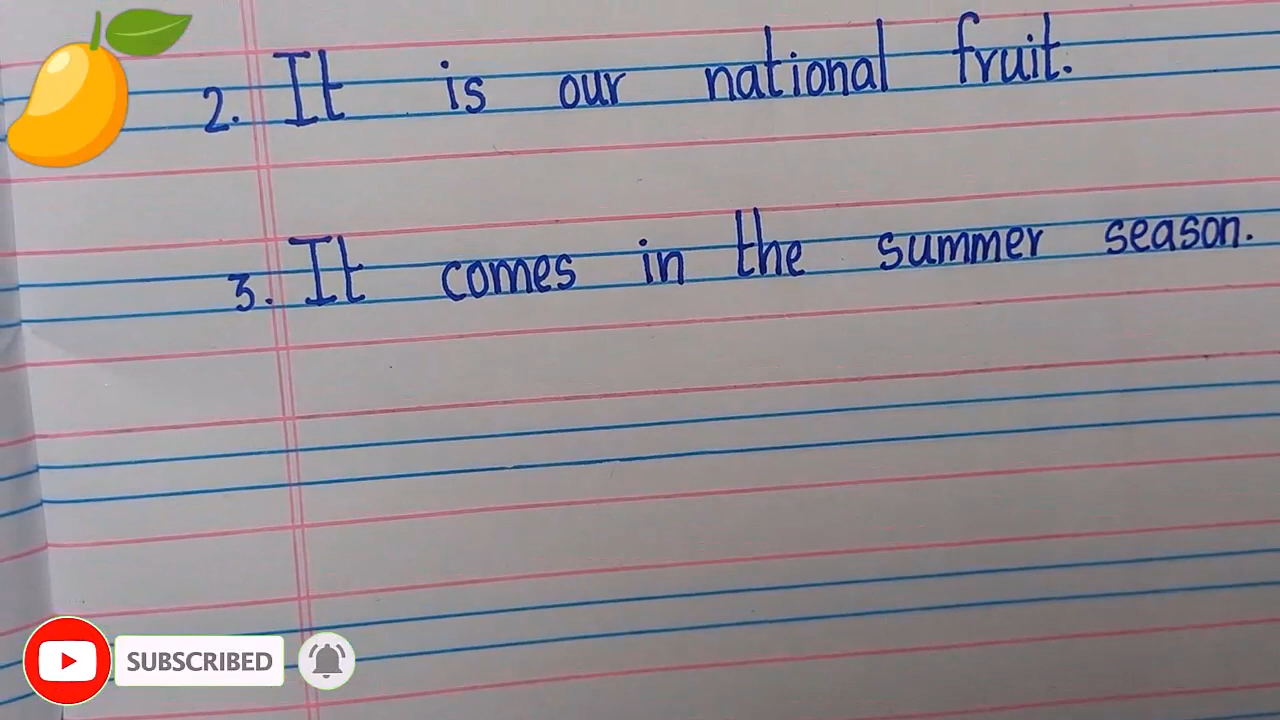 2. It is our national fruit.
3. It comes in the summer season.
SUBSCRIBED